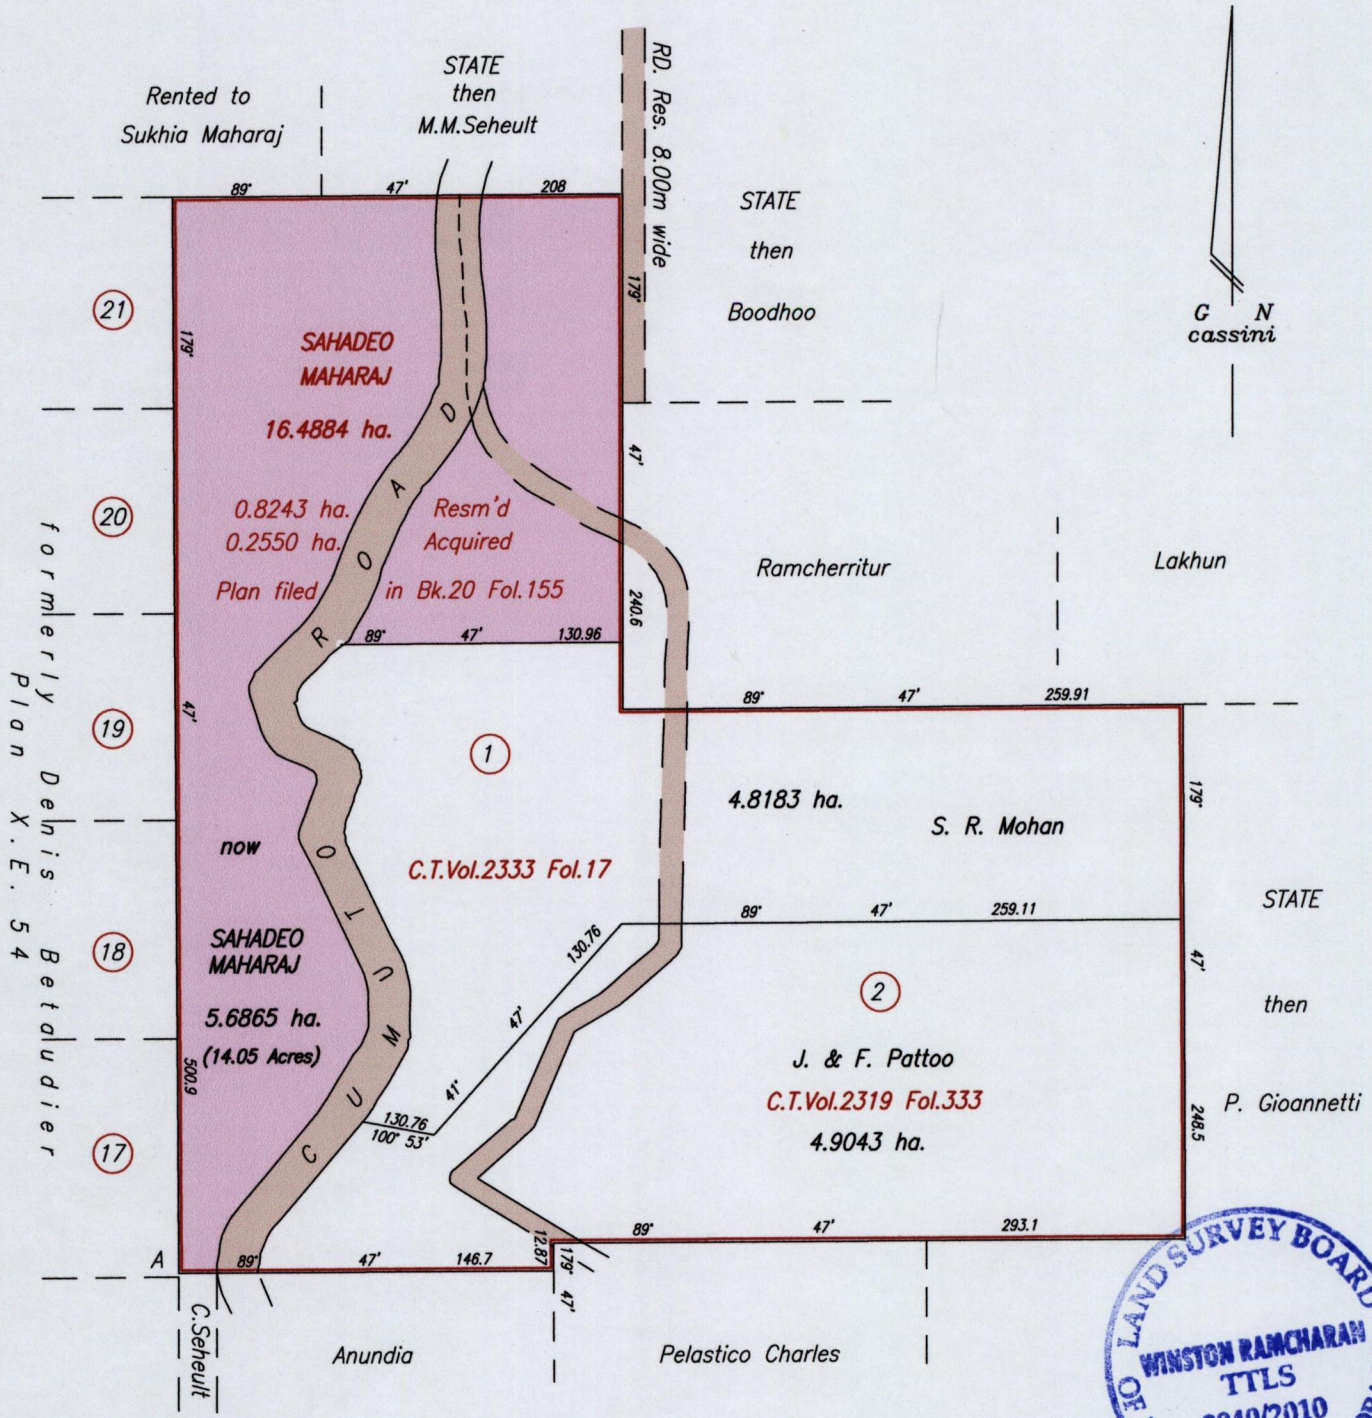 STATE
then
M.M.Seheult
Rented to
Sukhia Maharaj
RD. Res. 8.00m wide
STATE
then
Boodhoo
G N
cassini
89° 47' 208
179° 47' 240.6
21
20
19
18
17
formerly Denis Betaudier
Plan X.E. 54
179° 47' 500.9
SAHADEO
MAHARAJ
16.4884 ha.
0.8243 ha. Resm'd
0.2550 ha. Acquired
Plan filed in Bk.20 Fol.155
89° 47' 130.96
Ramcherritur
Lakhun
89° 47' 259.91
1
4.8183 ha.
S. R. Mohan
C.T.Vol.2333 Fol.17
now
SAHADEO
MAHARAJ
5.6865 ha.
(14.05 Acres)
CUMUTO ROAD
89° 47' 259.11
130.76
47'
41°
130.76
100° 53'
2
J. & F. Pattoo
C.T.Vol.2319 Fol.333
4.9043 ha.
179° 47' 248.5
STATE
then
P. Gioannetti
A
89° 47' 146.7
12.87
179° 47'
89° 47' 293.1
C.Seheult
Anundia
Pelastico Charles
OF LAND SURVEY BOARD
WINSTON RAMCHARAN
TTLS